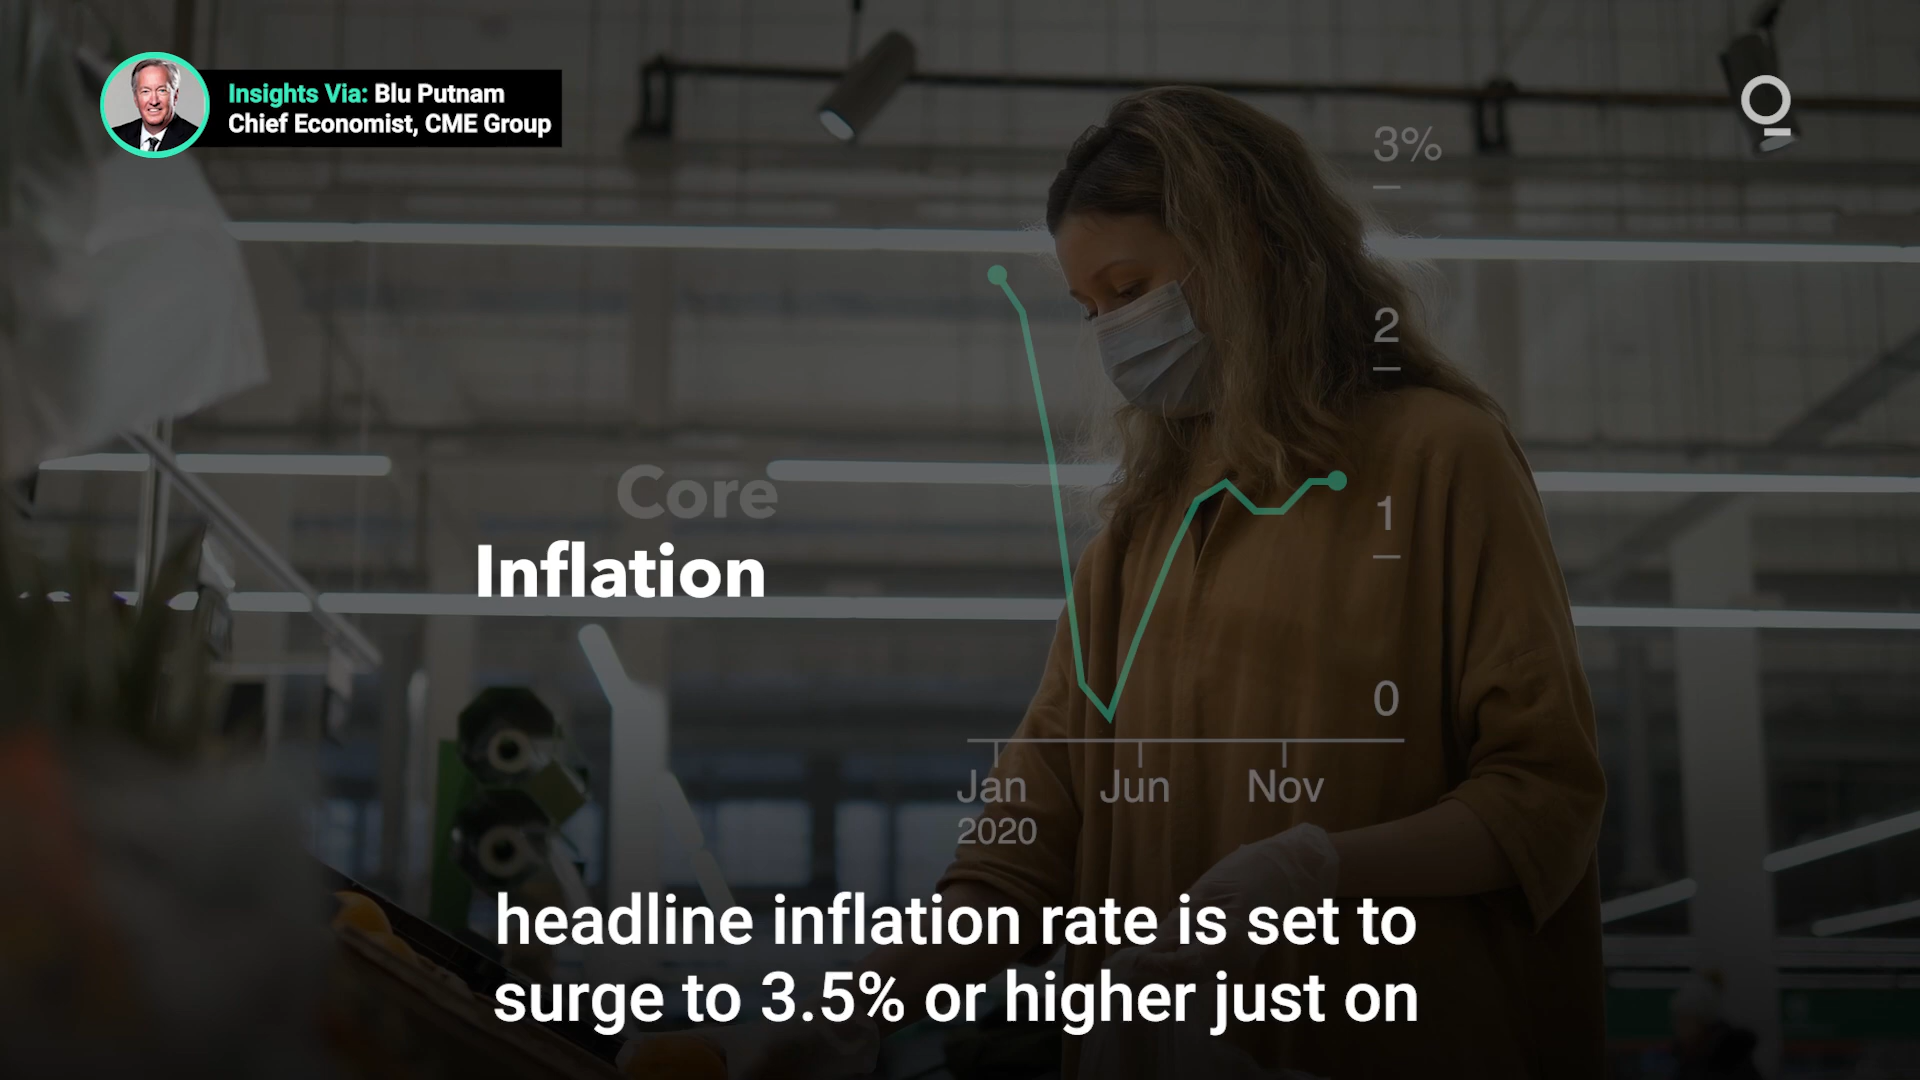 Insights Via: Blu Putnam
Chief Economist, CME Group
3%
2
1
0
Core
Inflation
Jan
2020
Jun
Nov
headline inflation rate is set to
surge to 3.5% or higher just on